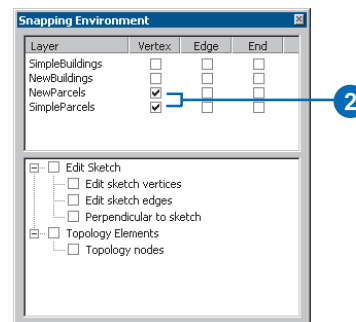 Snapping Environment
Layer Vertex Edge End
SimpleBuildings
NewBuildings
NewParcels
SimpleParcels
2
Edit Sketch
Edit sketch vertices
Edit sketch edges
Perpendicular to sketch
Topology Elements
Topology nodes